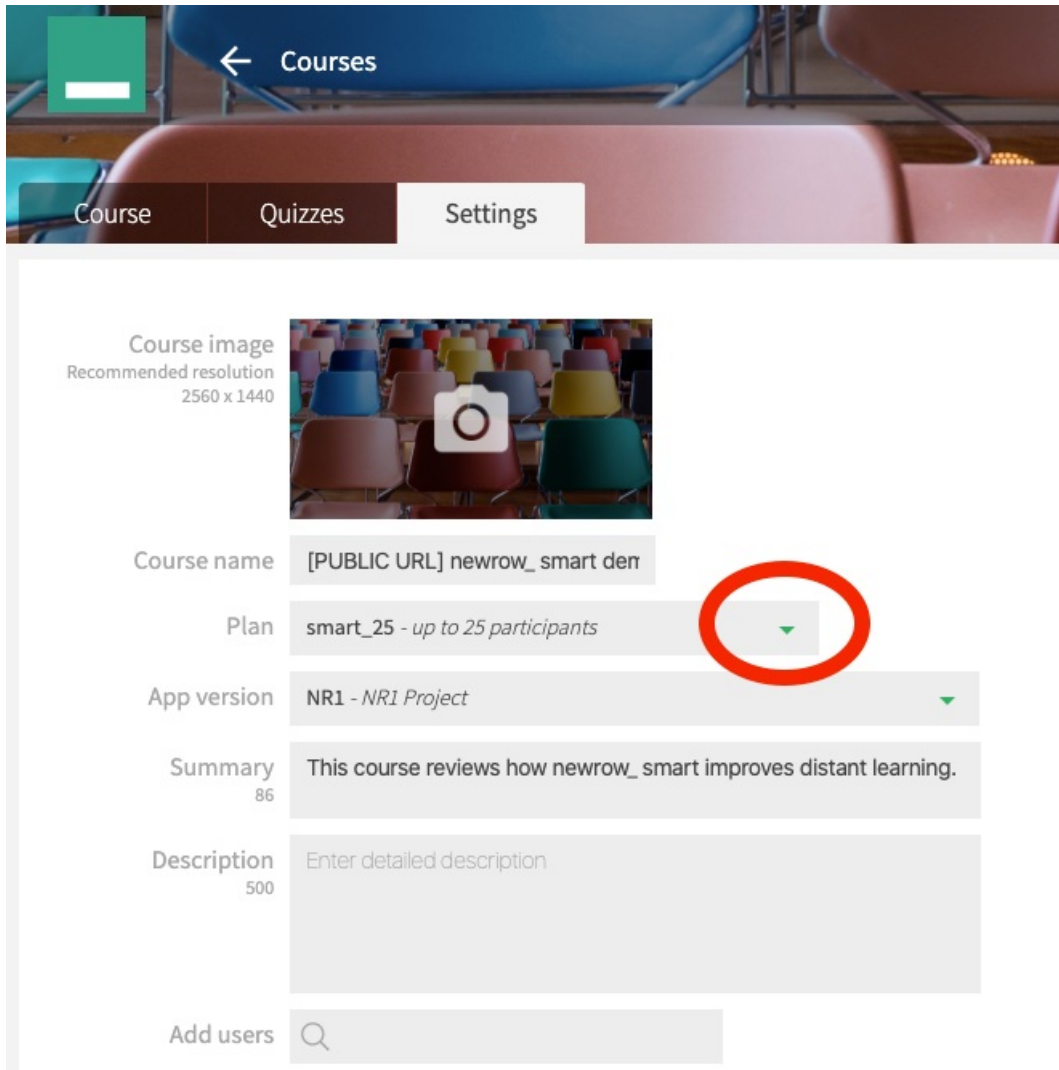 Courses
Course
Quizzes
Settings
Course image
Recommended resolution
2560 x 1440
Course name
[PUBLIC URL] newrow_ smart dem
Plan
smart_25 - up to 25 participants
App version
NR1 - NR1 Project
Summary
86
This course reviews how newrow_ smart improves distant learning.
Description
500
Enter detailed description
Add users